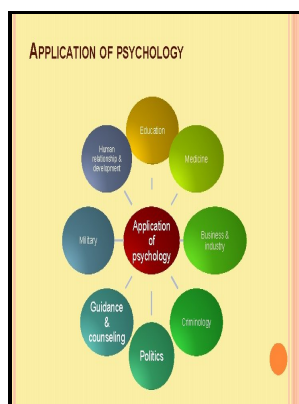 APPLICATION OF PSYCHOLOGY
Education
Medicine
Business &
industry
Criminology
Politics
Guidance
&
counseling
Military
Human
relationship &
development
Application
of
psychology